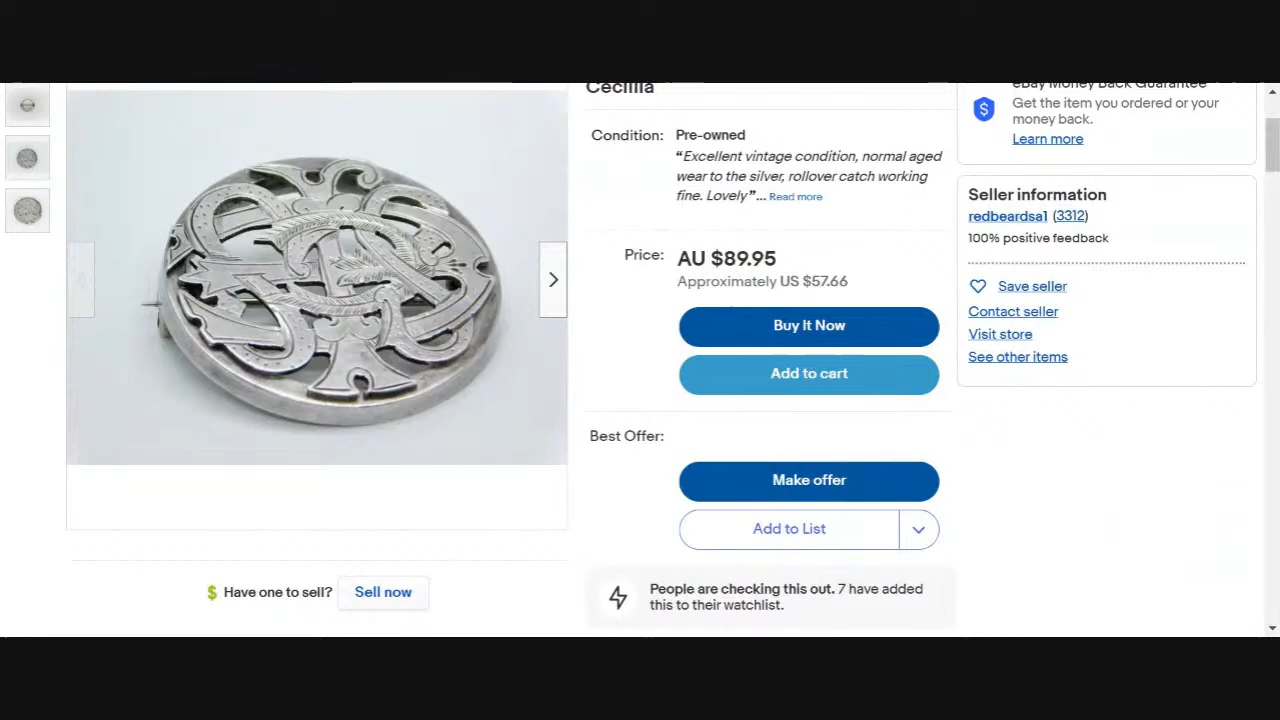 Cecillia
Condition: Pre-owned
“Excellent vintage condition, normal aged
wear to the silver, rollover catch working
fine. Lovely”... Read more
Price: AU $89.95
Approximately US $57.66
Buy It Now
Add to cart
Best Offer:
Make offer
Add to List
People are checking this out. 7 have added
this to their watchlist.
Have one to sell? Sell now
eBay Money Back Guarantee
Get the item you ordered or your
money back.
Learn more
Seller information
redbeardsa1 (3312)
100% positive feedback
Save seller
Contact seller
Visit store
See other items